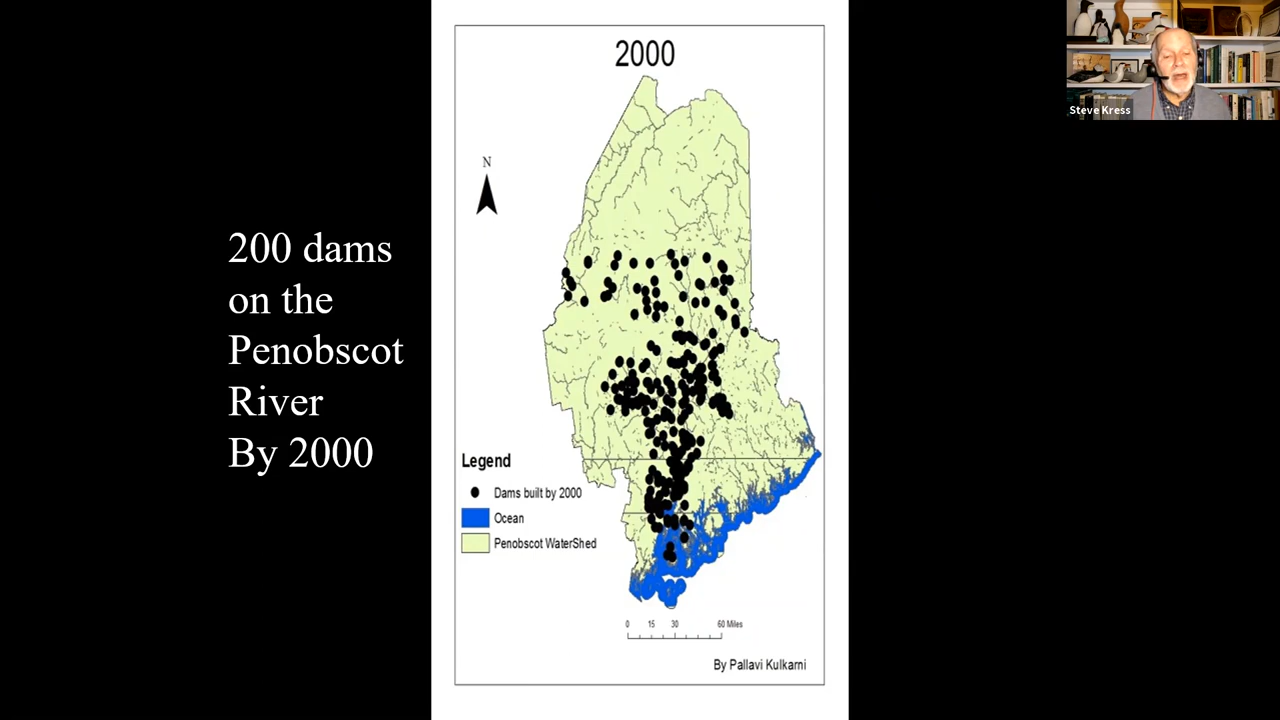 200 dams
on the
Penobscot
River
By 2000
2000
N
Legend
Dams built by 2000
Ocean
Penobscot WaterShed
0 15 30 60 Miles
By Pallavi Kulkarni
Steve Kress